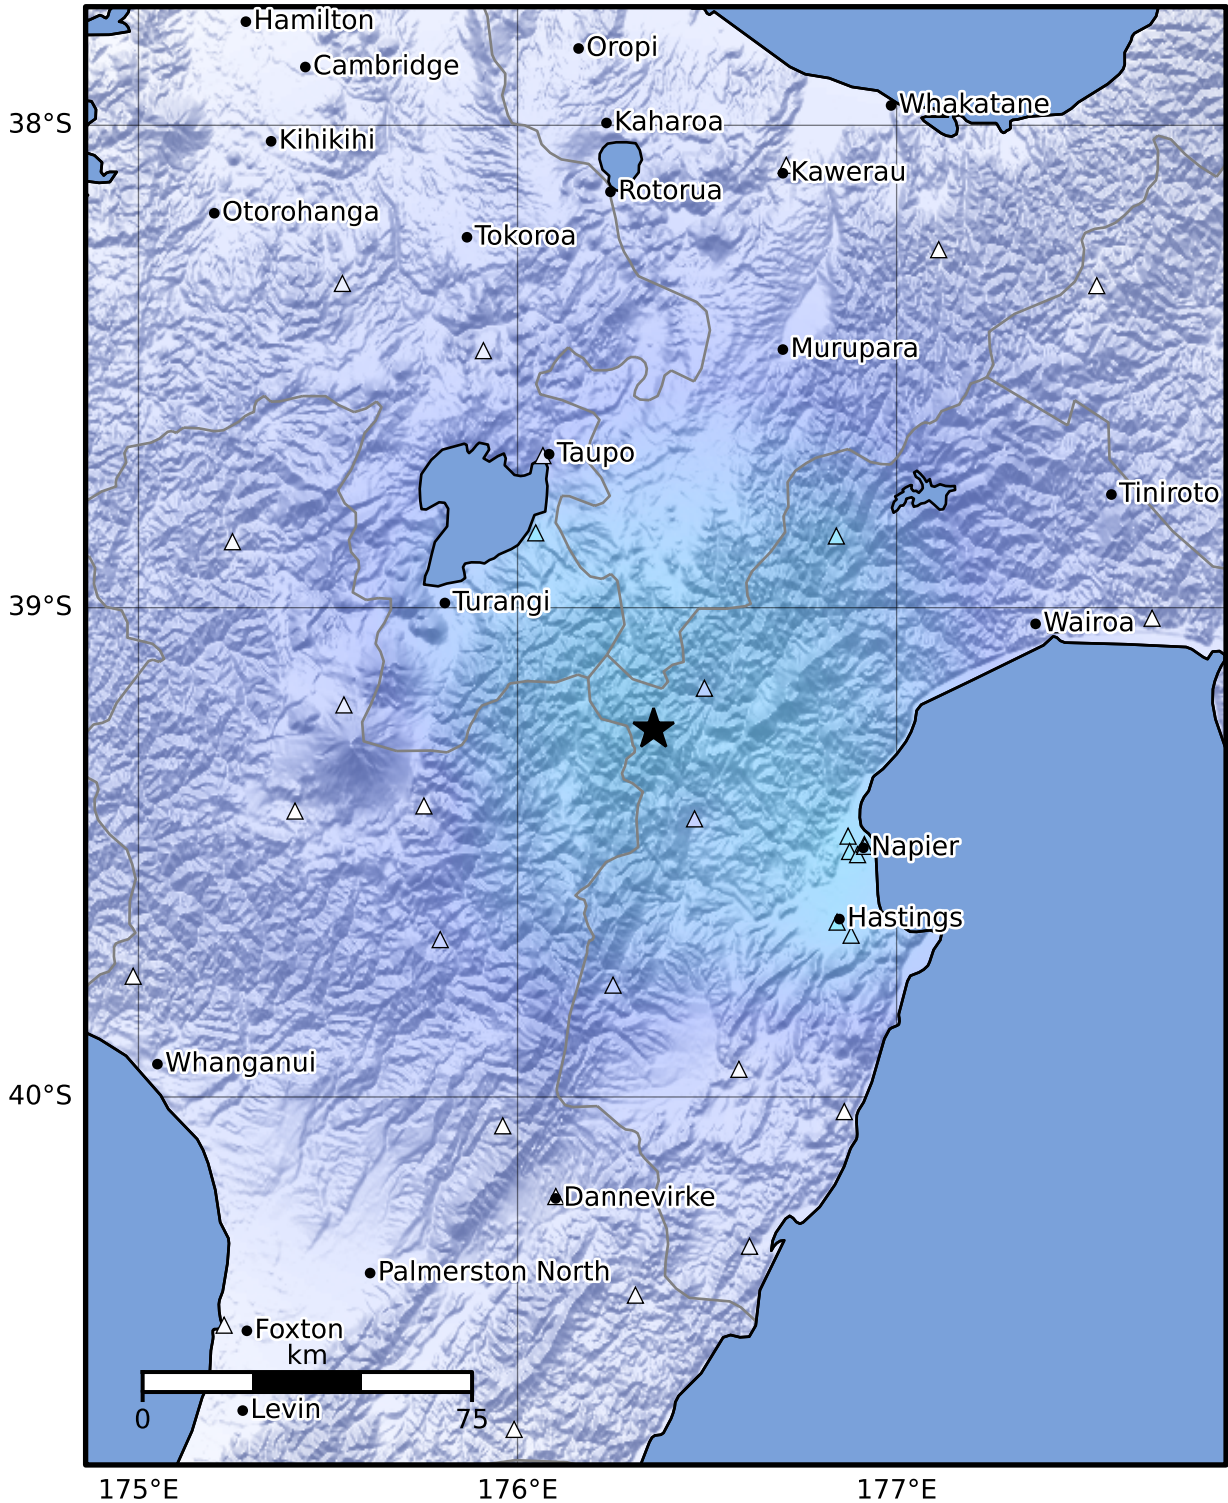 Hamilton
Oropi
Cambridge
Whakatane
38°S
Kaharoa
Kihikihi
Kawerau
Rotorua
Otorohanga
Tokoroa
Murupara
Taupo
Tiniroto
39°S
Turangi
Wairoa
Napier
Hastings
Whanganui
40°S
Dannevirke
Palmerston North
Foxton
km
Levin
0 75
175°E 176°E 177°E